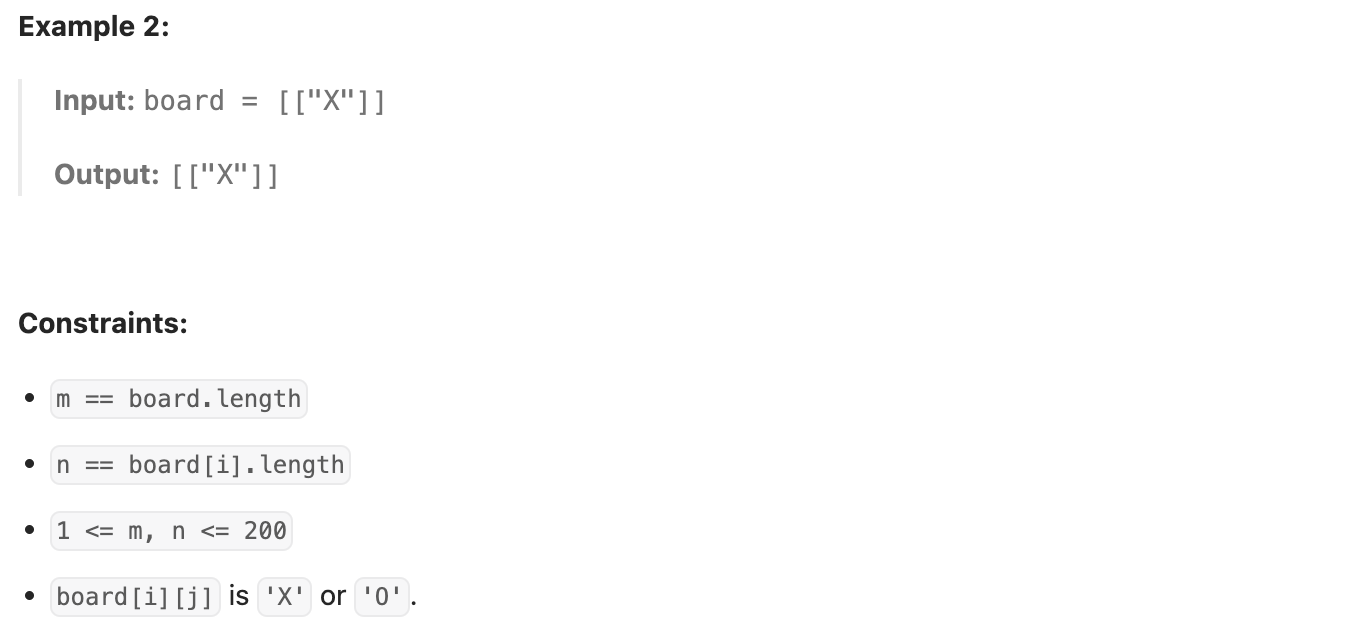 Example 2:
Input: board = [["X"]]
Output: [["X"]]
Constraints:
• m == board.length
• n == board[i].length
• 1 <= m, n <= 200
• board[i][j] is 'X' or 'O'.